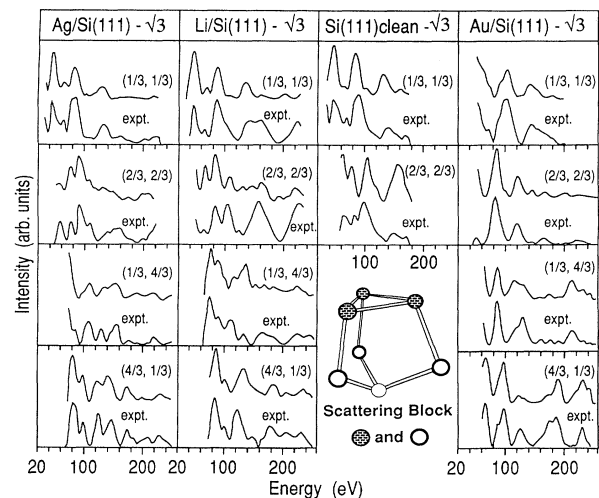 Ag/Si(111) - √3
Li/Si(111) - √3
Si(111)clean -√3
Au/Si(111) - √3
(1/3, 1/3)
expt.
(1/3, 1/3)
expt.
(1/3, 1/3)
expt.
(1/3, 1/3)
expt.
(2/3, 2/3)
expt.
(2/3, 2/3)
expt.
(2/3, 2/3)
expt.
(2/3, 2/3)
expt.
100 200
(1/3, 4/3)
expt.
(1/3, 4/3)
expt.
(1/3, 4/3)
expt.
(4/3, 1/3)
expt.
(4/3, 1/3)
expt.
(4/3, 1/3)
expt.
Scattering Block
and
Intensity (arb. units)
20 100 200 20 100 200 20 100 200
Energy (eV)